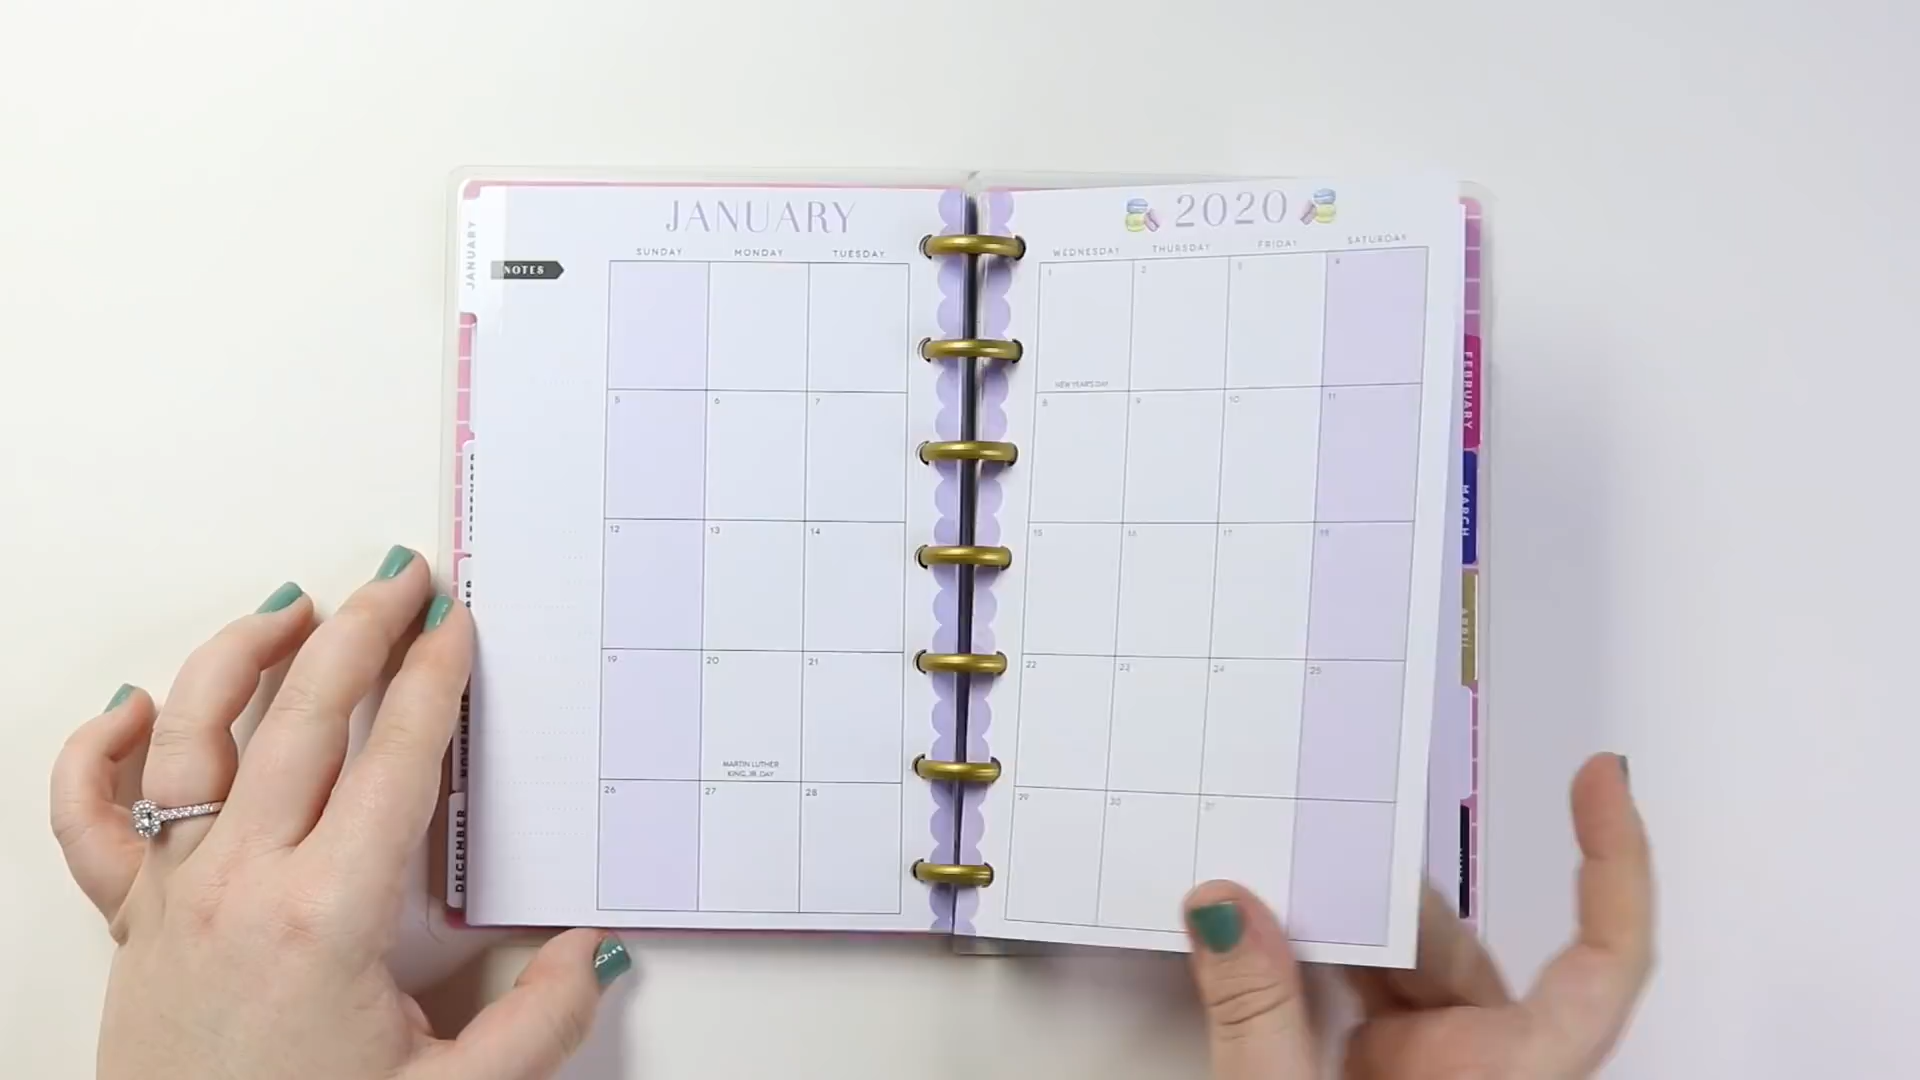 JANUARY
2020
JANUARY
NOTES
SUNDAY MONDAY TUESDAY
WEDNESDAY THURSDAY FRIDAY SATURDAY
1 2 3 4
NEW YEAR'S DAY
5 6 7
8 9 10 11
12 13 14
15 16 17 18
19 20 21
22 23 24 25
MARTIN LUTHER
KING, JR. DAY
26 27 28
29 30 31
FEBRUARY
MARCH
APRIL
NOVEMBER
DECEMBER